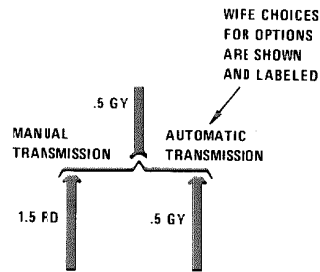 WIFE CHOICES
FOR OPTIONS
ARE SHOWN
AND LABELED
.5 GY
MANUAL
TRANSMISSION
AUTOMATIC
TRANSMISSION
1.5 RD
.5 GY